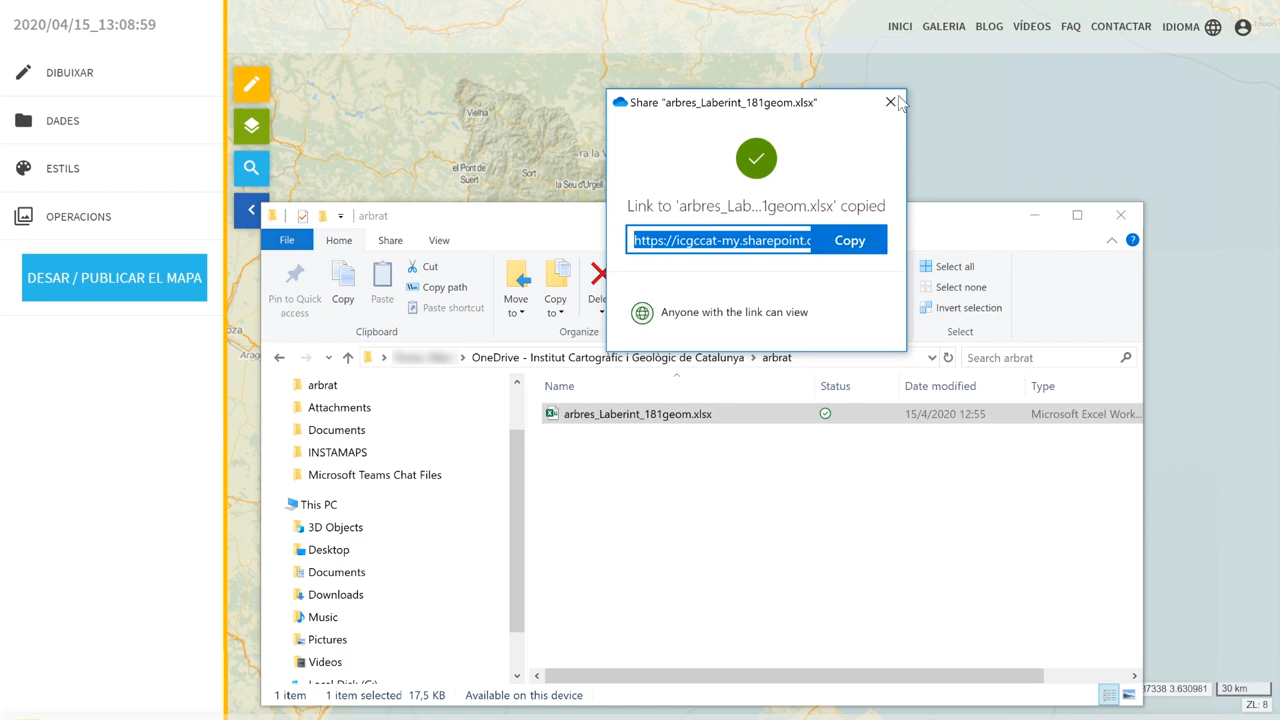 2020/04/15_13:08:59
DIBUIXAR
DADES
ESTILS
OPERACIONS
DESAR / PUBLICAR EL MAPA
INICI GALERIA BLOG VÍDEOS FAQ CONTACTAR IDIOMA
Vielha
el Pont de
Suert
Sort
la Seu d'Urgell
Share "arbres_Laberint_181geom.xlsx"
Link to 'arbres_Lab...1geom.xlsx' copied
https://icgccat-my.sharepoint.c
Copy
Anyone with the link can view
arbrat
File Home Share View
Pin to Quick
access
Copy
Paste
Cut
Copy path
Paste shortcut
Clipboard
Move
to
Copy
to
Organize
Select all
Select none
Invert selection
Select
OneDrive - Institut Cartogràfic i Geològic de Catalunya > arbrat
Search arbrat
Name Status Date modified Type
arbres_Laberint_181geom.xlsx 15/4/2020 12:55 Microsoft Excel Work...
arbrat
Attachments
Documents
INSTAMAPS
Microsoft Teams Chat Files
This PC
3D Objects
Desktop
Documents
Downloads
Music
Pictures
Videos
1 item 1 item selected 17,5 KB Available on this device
37338 3.630981
30 km
ZL: 8